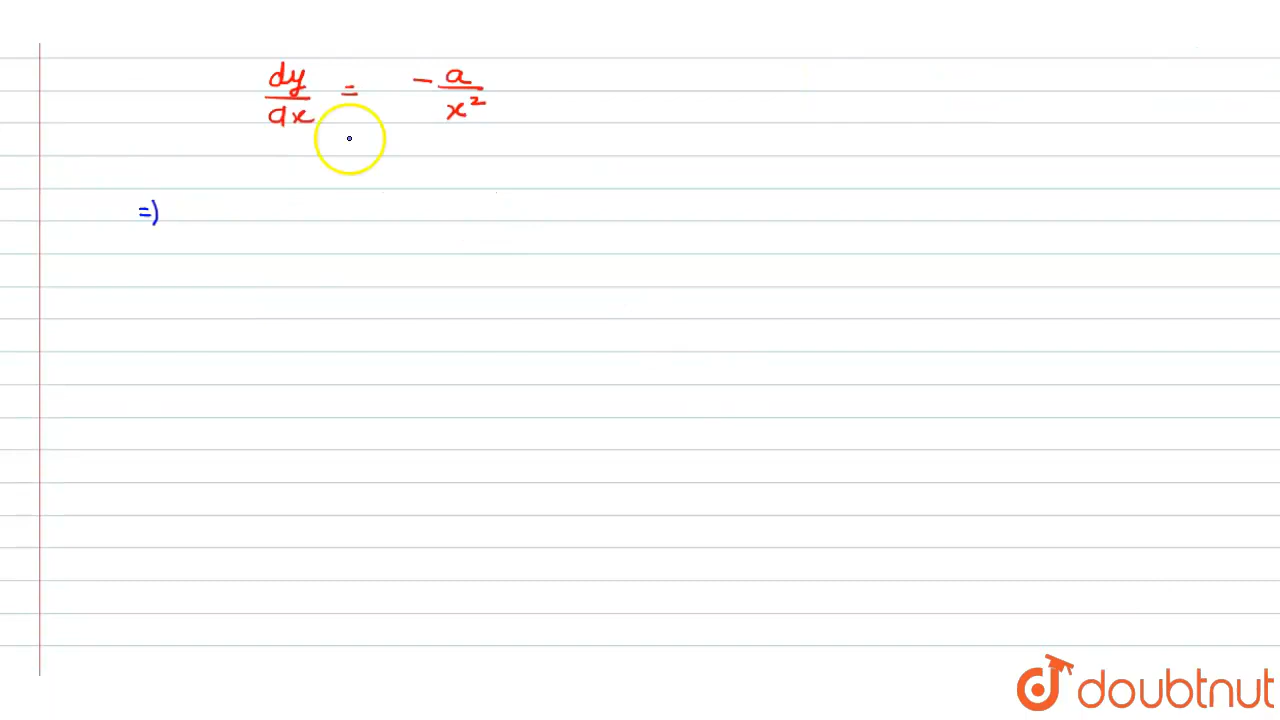 dy/dx = - a/x²
=)
doubtnut